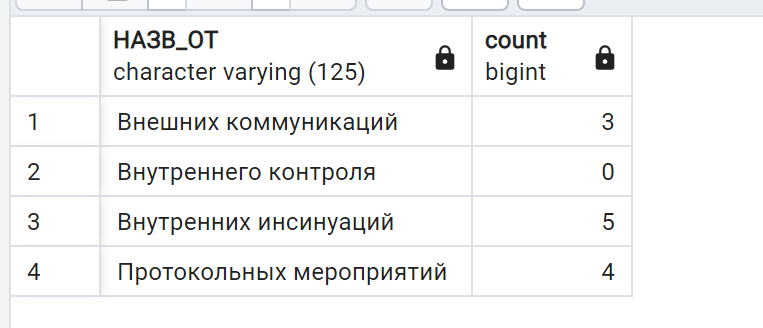 НАЗВ_ОТ count
character varying (125) bigint
1 Внешних коммуникаций 3
2 Внутреннего контроля 0
3 Внутренних инсинуаций 5
4 Протокольных мероприятий 4